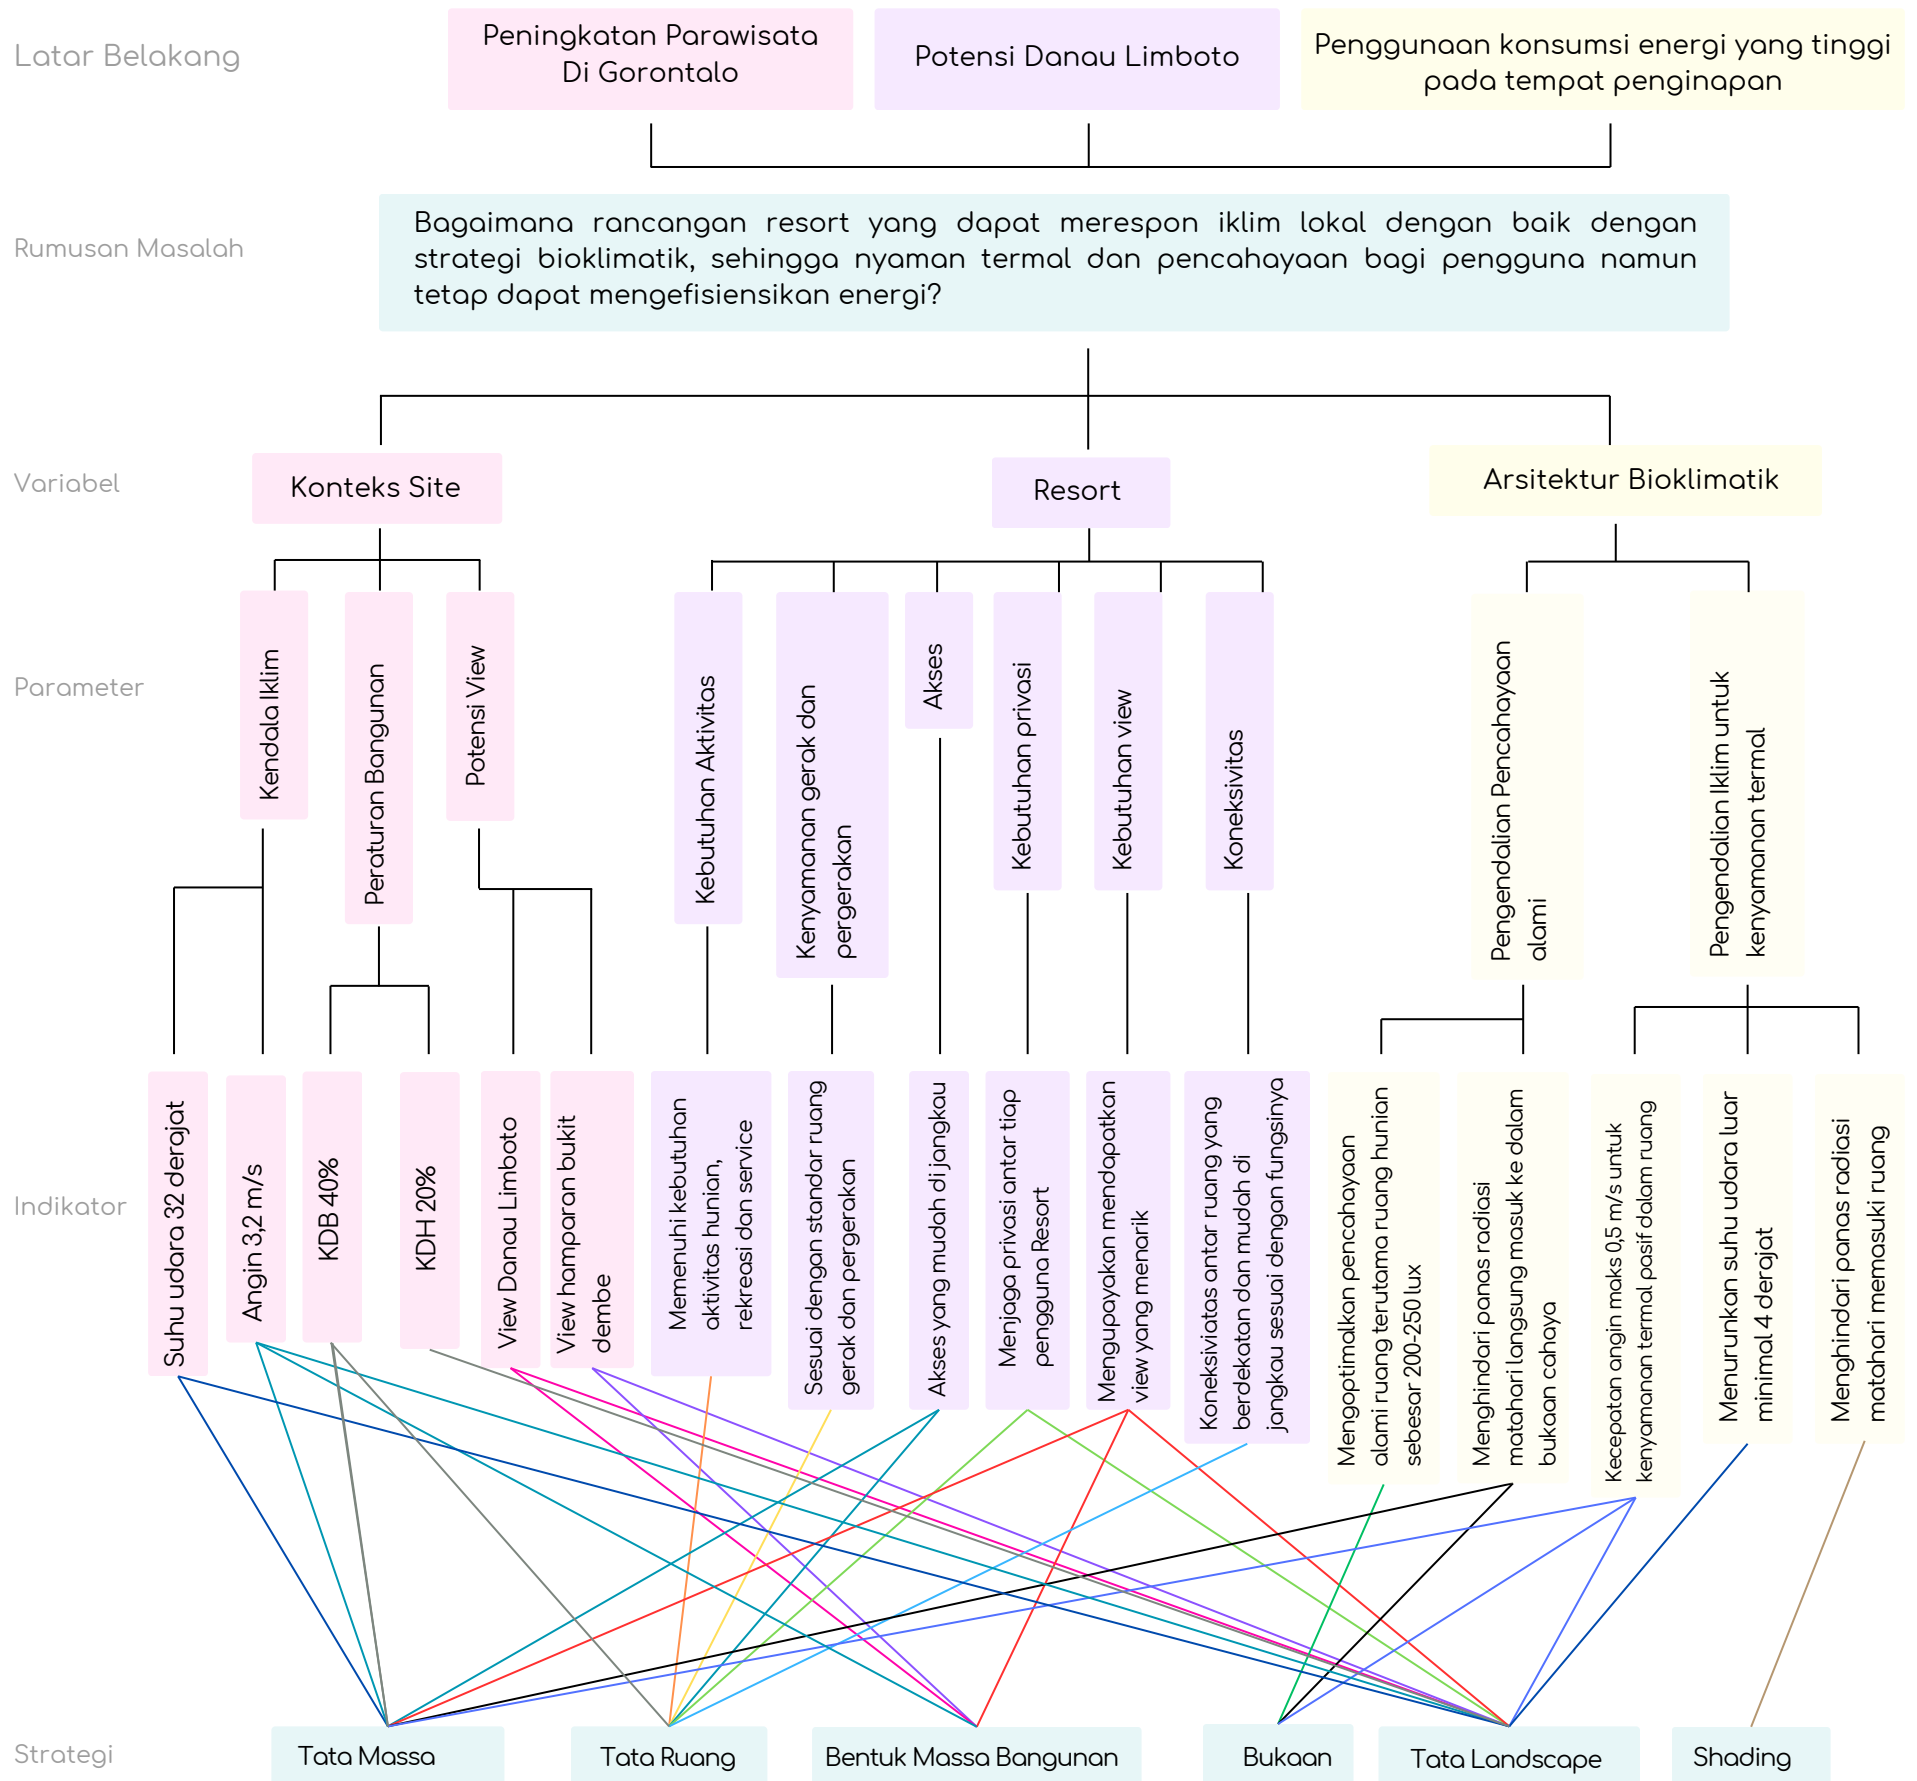 Latar Belakang
Peningkatan Parawisata
Di Gorontalo
Potensi Danau Limboto
Penggunaan konsumsi energi yang tinggi
pada tempat penginapan
Rumusan Masalah
Bagaimana rancangan resort yang dapat merespon iklim lokal dengan baik dengan
strategi bioklimatik, sehingga nyaman termal dan pencahayaan bagi pengguna namun
tetap dapat mengefisiensikan energi?
Variabel
Konteks Site
Resort
Arsitektur Bioklimatik
Parameter
Kendala Iklim
Peraturan Bangunan
Potensi View
Kebutuhan Aktivitas
Kenyamanan gerak dan
pergerakan
Akses
Kebutuhan privasi
Kebutuhan view
Koneksivitas
Pengendalian Pencahayaan
alami
Pengendalian Iklim untuk
kenyamanan termal
Indikator
Suhu udara 32 derajat
Angin 3,2 m/s
KDB 40%
KDH 20%
View Danau Limboto
View hamparan bukit
dembe
Memenuhi kebutuhan
aktivitas hunian,
rekreasi dan service
Sesuai dengan standar ruang
gerak dan pergerakan
Akses yang mudah di jangkau
Menjaga privasi antar tiap
pengguna Resort
Mengupayakan mendapatkan
view yang menarik
Koneksiviatas antar ruang yang
berdekatan dan mudah di
jangkau sesuai dengan fungsinya
Mengoptimalkan pencahayaan
alami ruang terutama ruang hunian
sebesar 200-250 lux
Menghindari panas radiasi
matahari langsung masuk ke dalam
bukaan cahaya
Kecepatan angin maks 0,5 m/s untuk
kenyamanan termal posif dalam ruang
Menurunkan suhu udara luar
minimal 4 derajat
Menghindari panas radiasi
matahari memasuki ruang
Strategi
Tata Massa
Tata Ruang
Bentuk Massa Bangunan
Bukaan
Tata Landscape
Shading